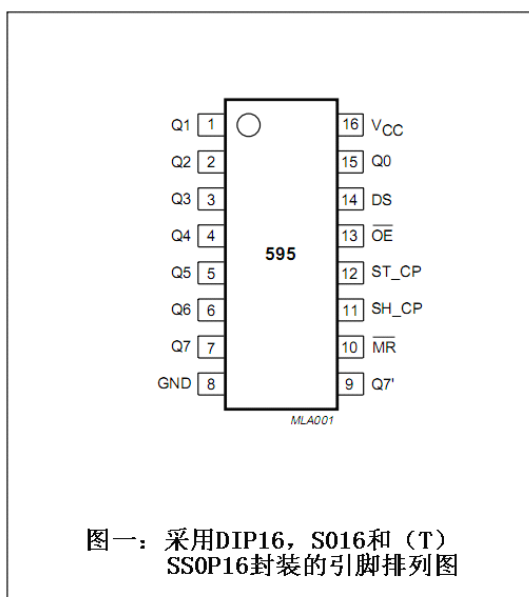 Q1 1 16 VCC
Q2 2 15 Q0
Q3 3 14 DS
Q4 4 13 O̅E̅
595
Q5 5 12 ST_CP
Q6 6 11 SH_CP
Q7 7 10 M̅R̅
GND 8 9 Q7'
MLA001
图一：采用DIP16，SO16和（T）
SSOP16封装的引脚排列图